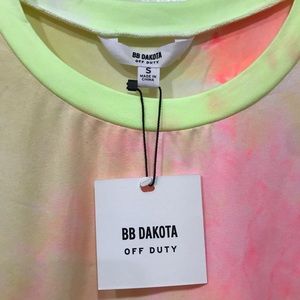 BB DAKOTA
OFF DUTY
S
MADE IN
CHINA
BB DAKOTA
OFF DUTY